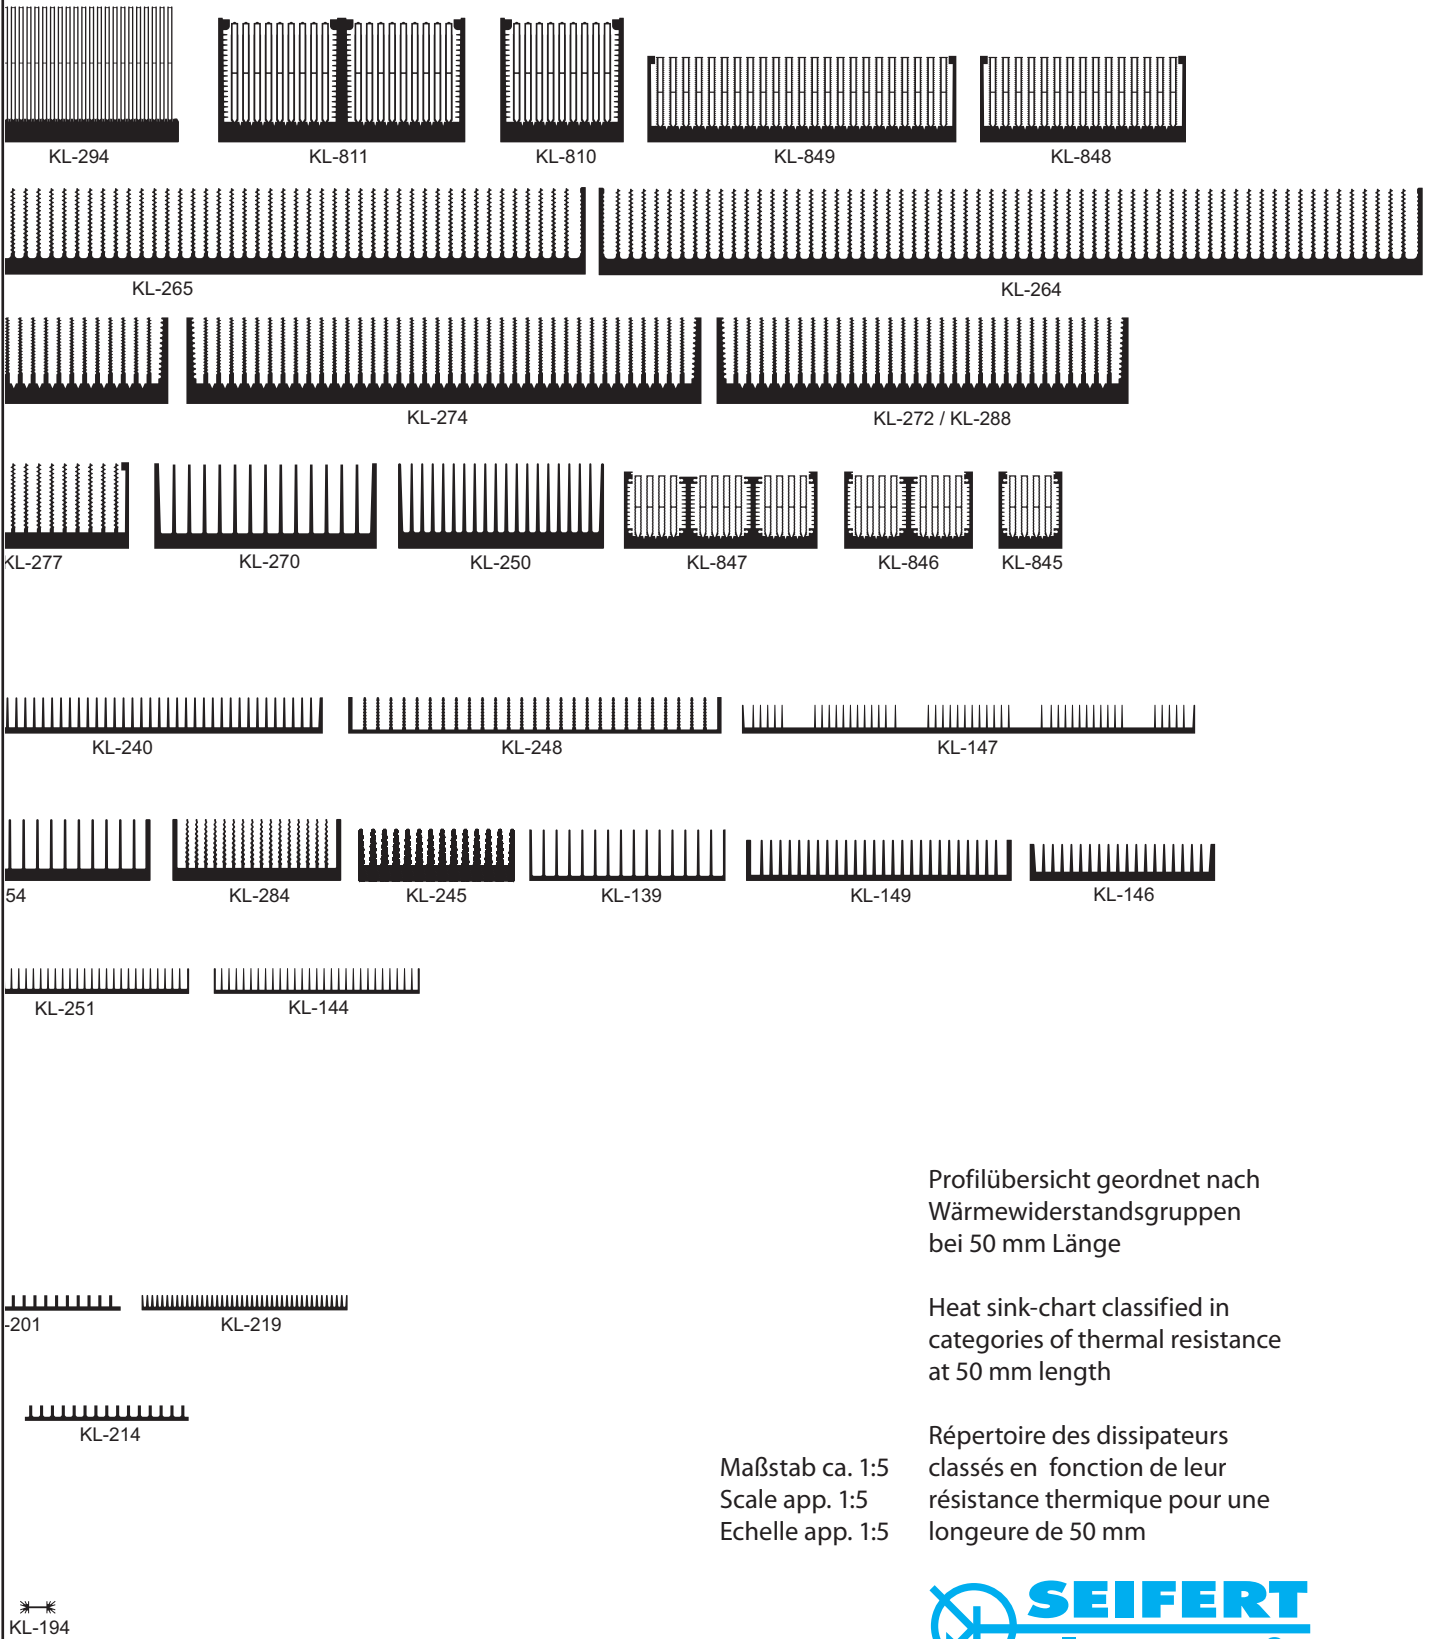 KL-294 KL-811 KL-810 KL-849 KL-848
KL-265 KL-264
KL-274 KL-272 / KL-288
KL-277 KL-270 KL-250 KL-847 KL-846 KL-845
KL-240 KL-248 KL-147
54 KL-284 KL-245 KL-139 KL-149 KL-146
KL-251 KL-144
-201 KL-219
KL-214
KL-194
Maßstab ca. 1:5
Scale app. 1:5
Echelle app. 1:5
Profilübersicht geordnet nach
Wärmewiderstandsgruppen
bei 50 mm Länge
Heat sink-chart classified in
categories of thermal resistance
at 50 mm length
Répertoire des dissipateurs
classés en  fonction de leur
résistance thermique pour une
longeure de 50 mm
SEIFERT